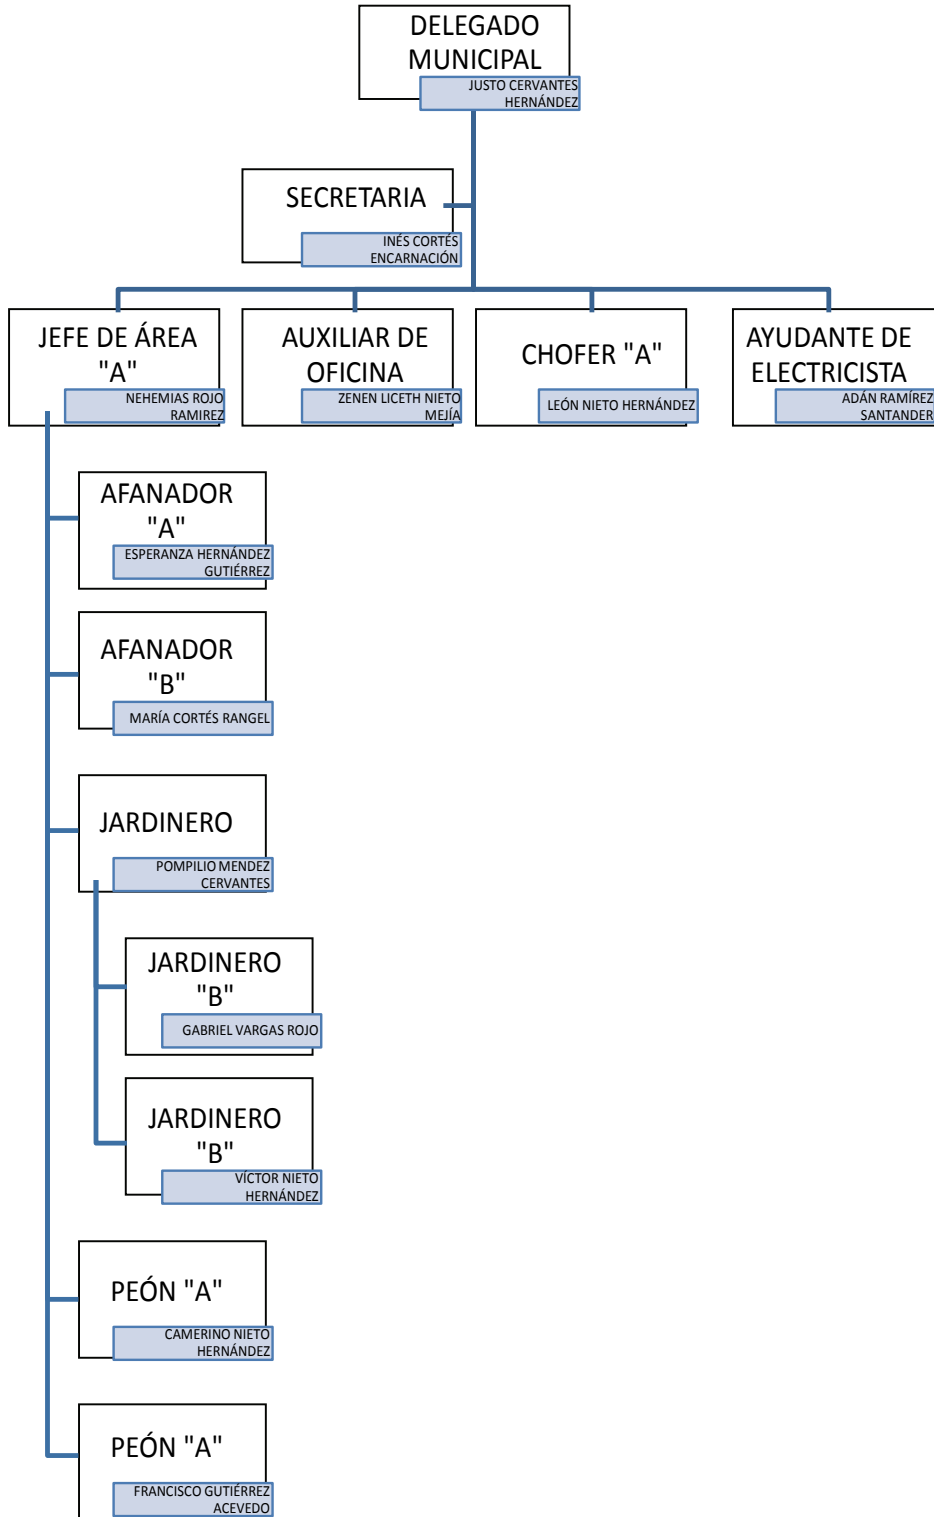 DELEGADO
MUNICIPAL
JUSTO CERVANTES
HERNÁNDEZ
SECRETARIA
INÉS CORTÉS
ENCARNACIÓN
JEFE DE ÁREA
"A"
NEHEMIAS ROJO
RAMIREZ
AUXILIAR DE
OFICINA
ZENEN LICETH NIETO
MEJÍA
CHOFER "A"
LEÓN NIETO HERNÁNDEZ
AYUDANTE DE
ELECTRICISTA
ADÁN RAMÍREZ
SANTANDER
AFANADOR
"A"
ESPERANZA HERNÁNDEZ
GUTIÉRREZ
AFANADOR
"B"
MARÍA CORTÉS RANGEL
JARDINERO
POMPILIO MENDEZ
CERVANTES
JARDINERO
"B"
GABRIEL VARGAS ROJO
JARDINERO
"B"
VÍCTOR NIETO
HERNÁNDEZ
PEÓN "A"
CAMERINO NIETO
HERNÁNDEZ
PEÓN "A"
FRANCISCO GUTIÉRREZ
ACEVEDO